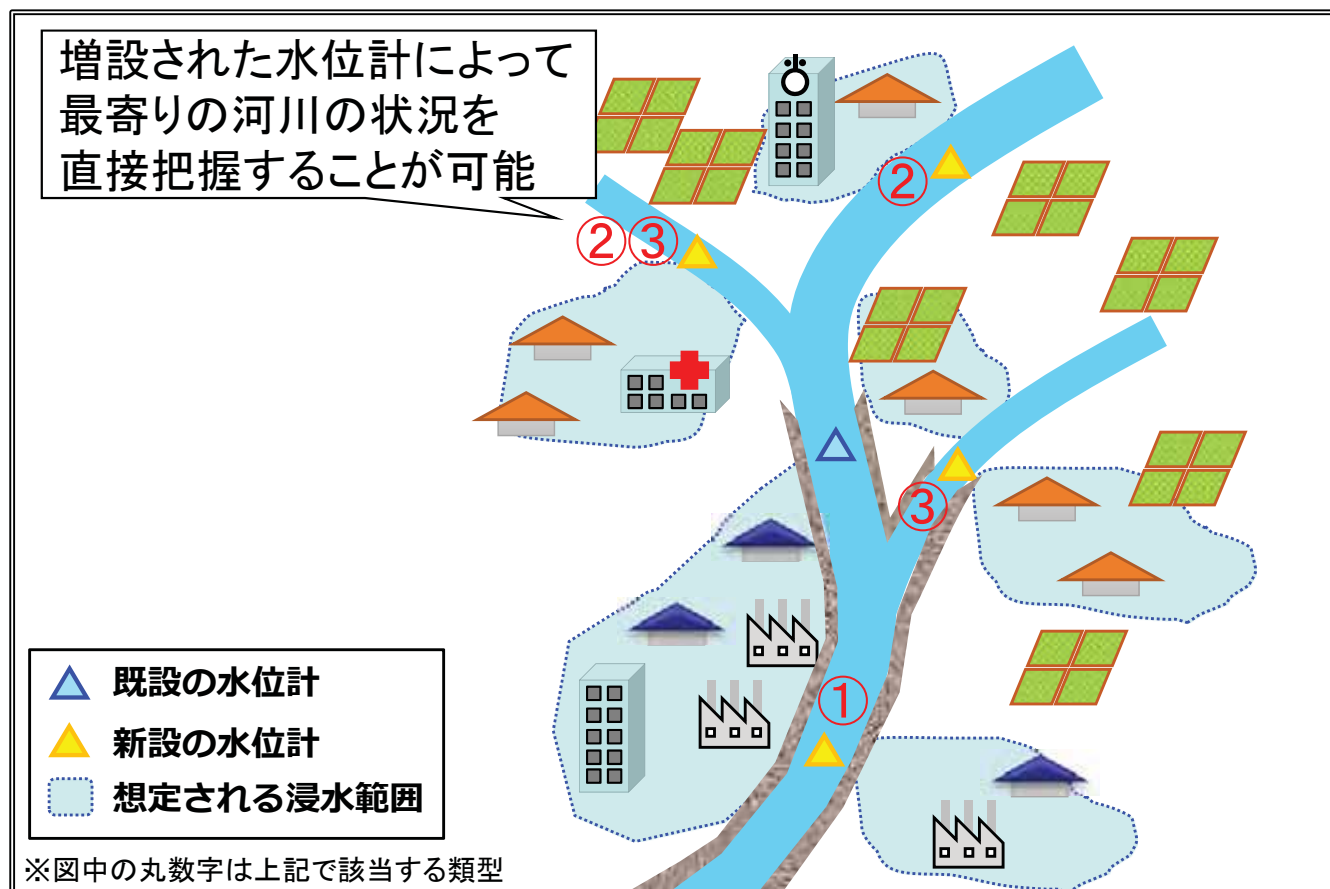 増設された水位計によって
最寄りの河川の状況を
直接把握することが可能
②
②③
③
①
既設の水位計
新設の水位計
想定される浸水範囲
※図中の丸数字は上記で該当する類型